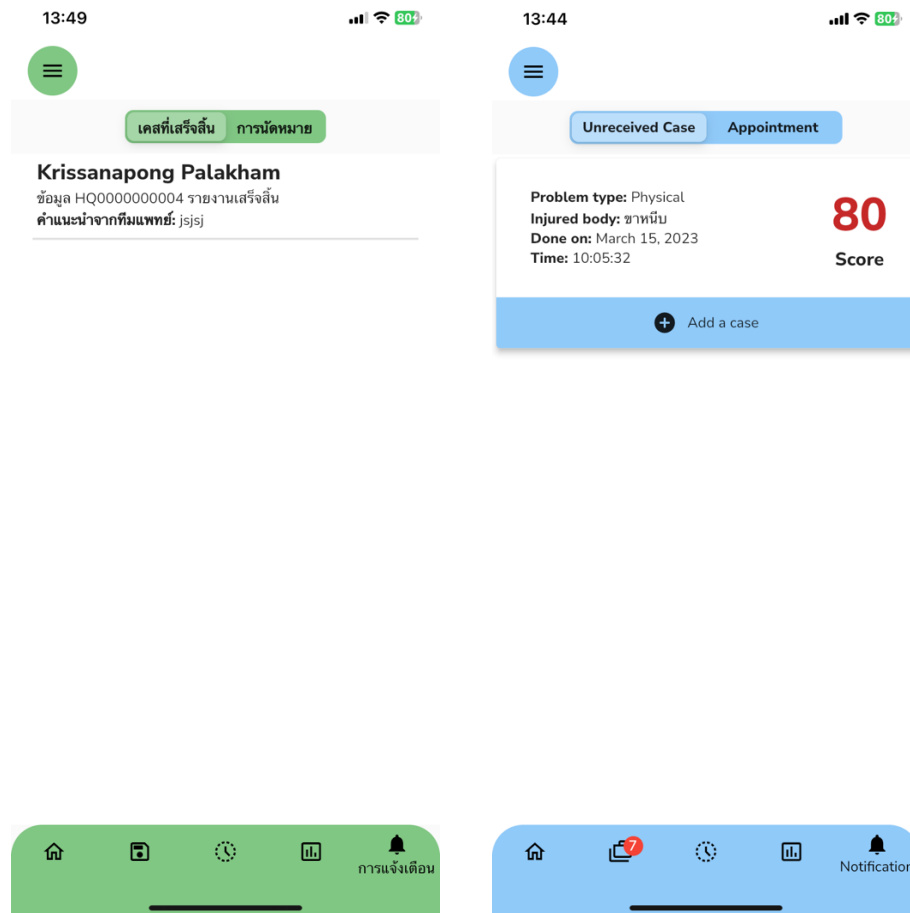 13:49
80
เคสที่เสร็จสิ้น การนัดหมาย
Krissanapong Palakham
ข้อมูล HQ0000000004 รายงานเสร็จสิ้น
คำแนะนำจากทีมแพทย์: jsjsj
การแจ้งเตือน
13:44
80
Unreceived Case Appointment
Problem type: Physical
Injured body: ขาหนีบ
Done on: March 15, 2023
Time: 10:05:32
80
Score
Add a case
7
Notification